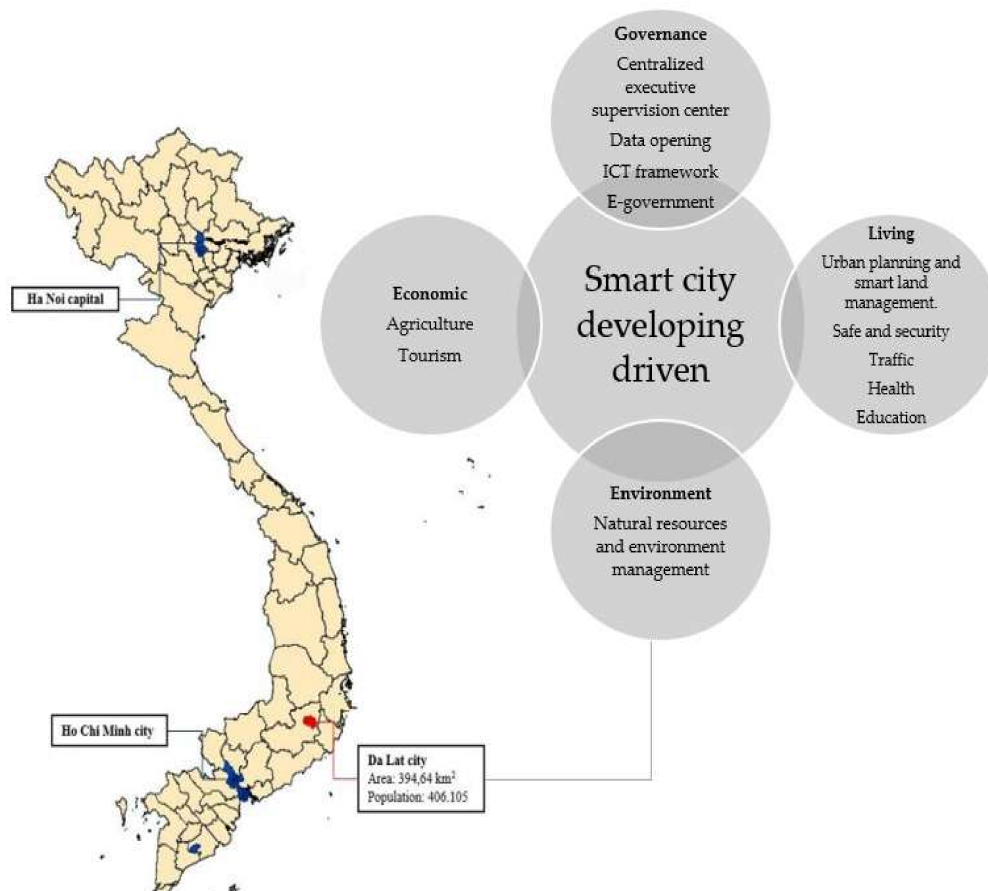 Governance
Centralized
executive
supervision center
Data opening
ICT framework
E-government
Ha Noi capital
Economic
Agriculture
Tourism
Smart city
developing
driven
Living
Urban planning and
smart land
management.
Safe and security
Traffic
Health
Education
Environment
Natural resources
and environment
management
Ho Chi Minh city
Da Lat city
Area: 394,64 km²
Population: 406.105